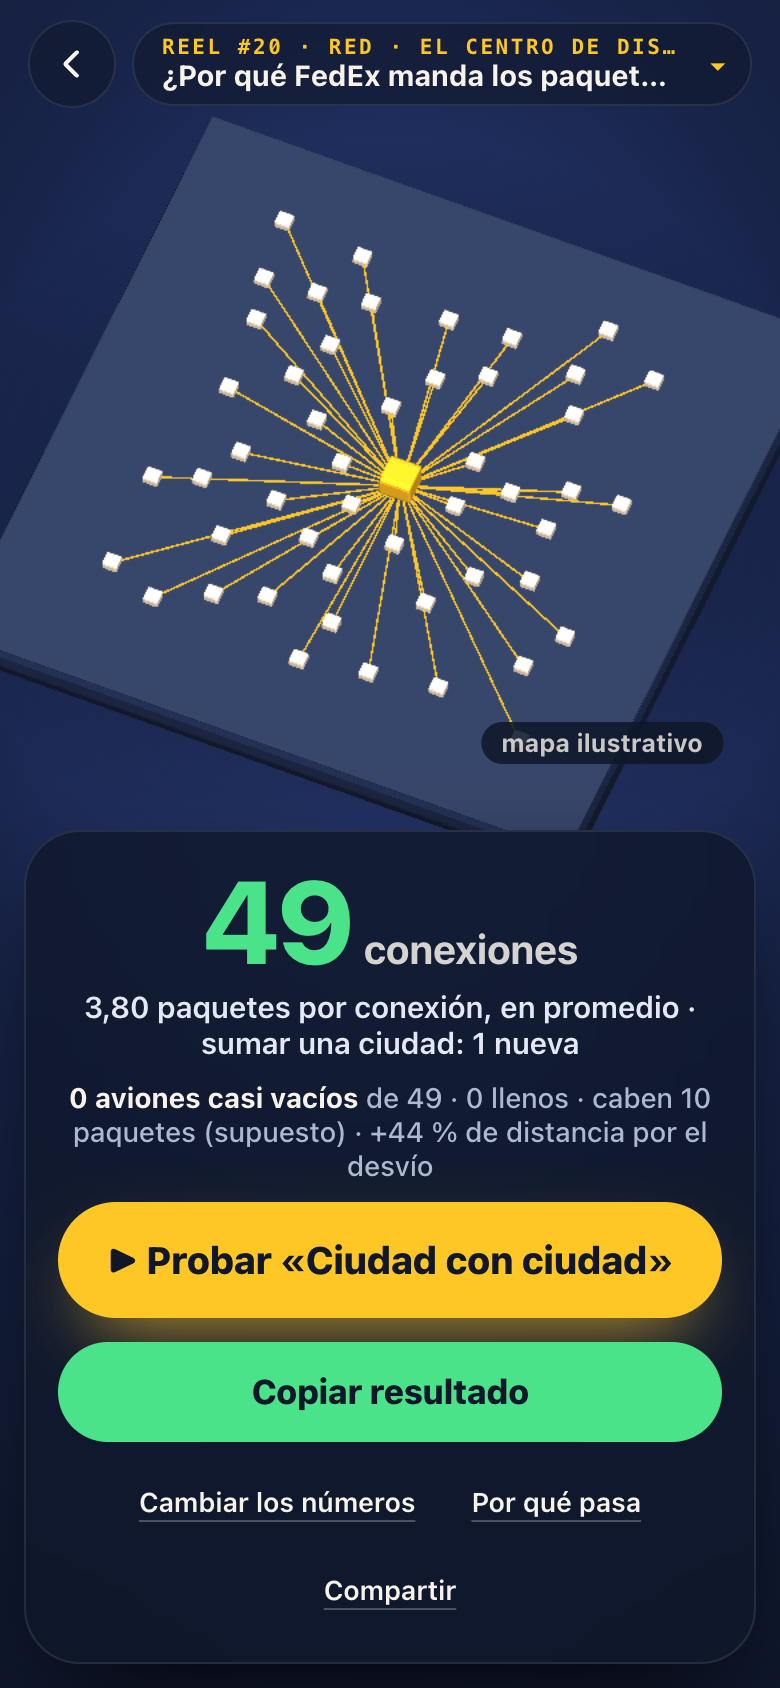 REEL #20 · RED · EL CENTRO DE DIS…
¿Por qué FedEx manda los paquet...
mapa ilustrativo
49 conexiones
3,80 paquetes por conexión, en promedio ·
sumar una ciudad: 1 nueva
0 aviones casi vacíos de 49 · 0 llenos · caben 10
paquetes (supuesto) · +44 % de distancia por el
desvío
Probar «Ciudad con ciudad»
Copiar resultado
Cambiar los números
Por qué pasa
Compartir